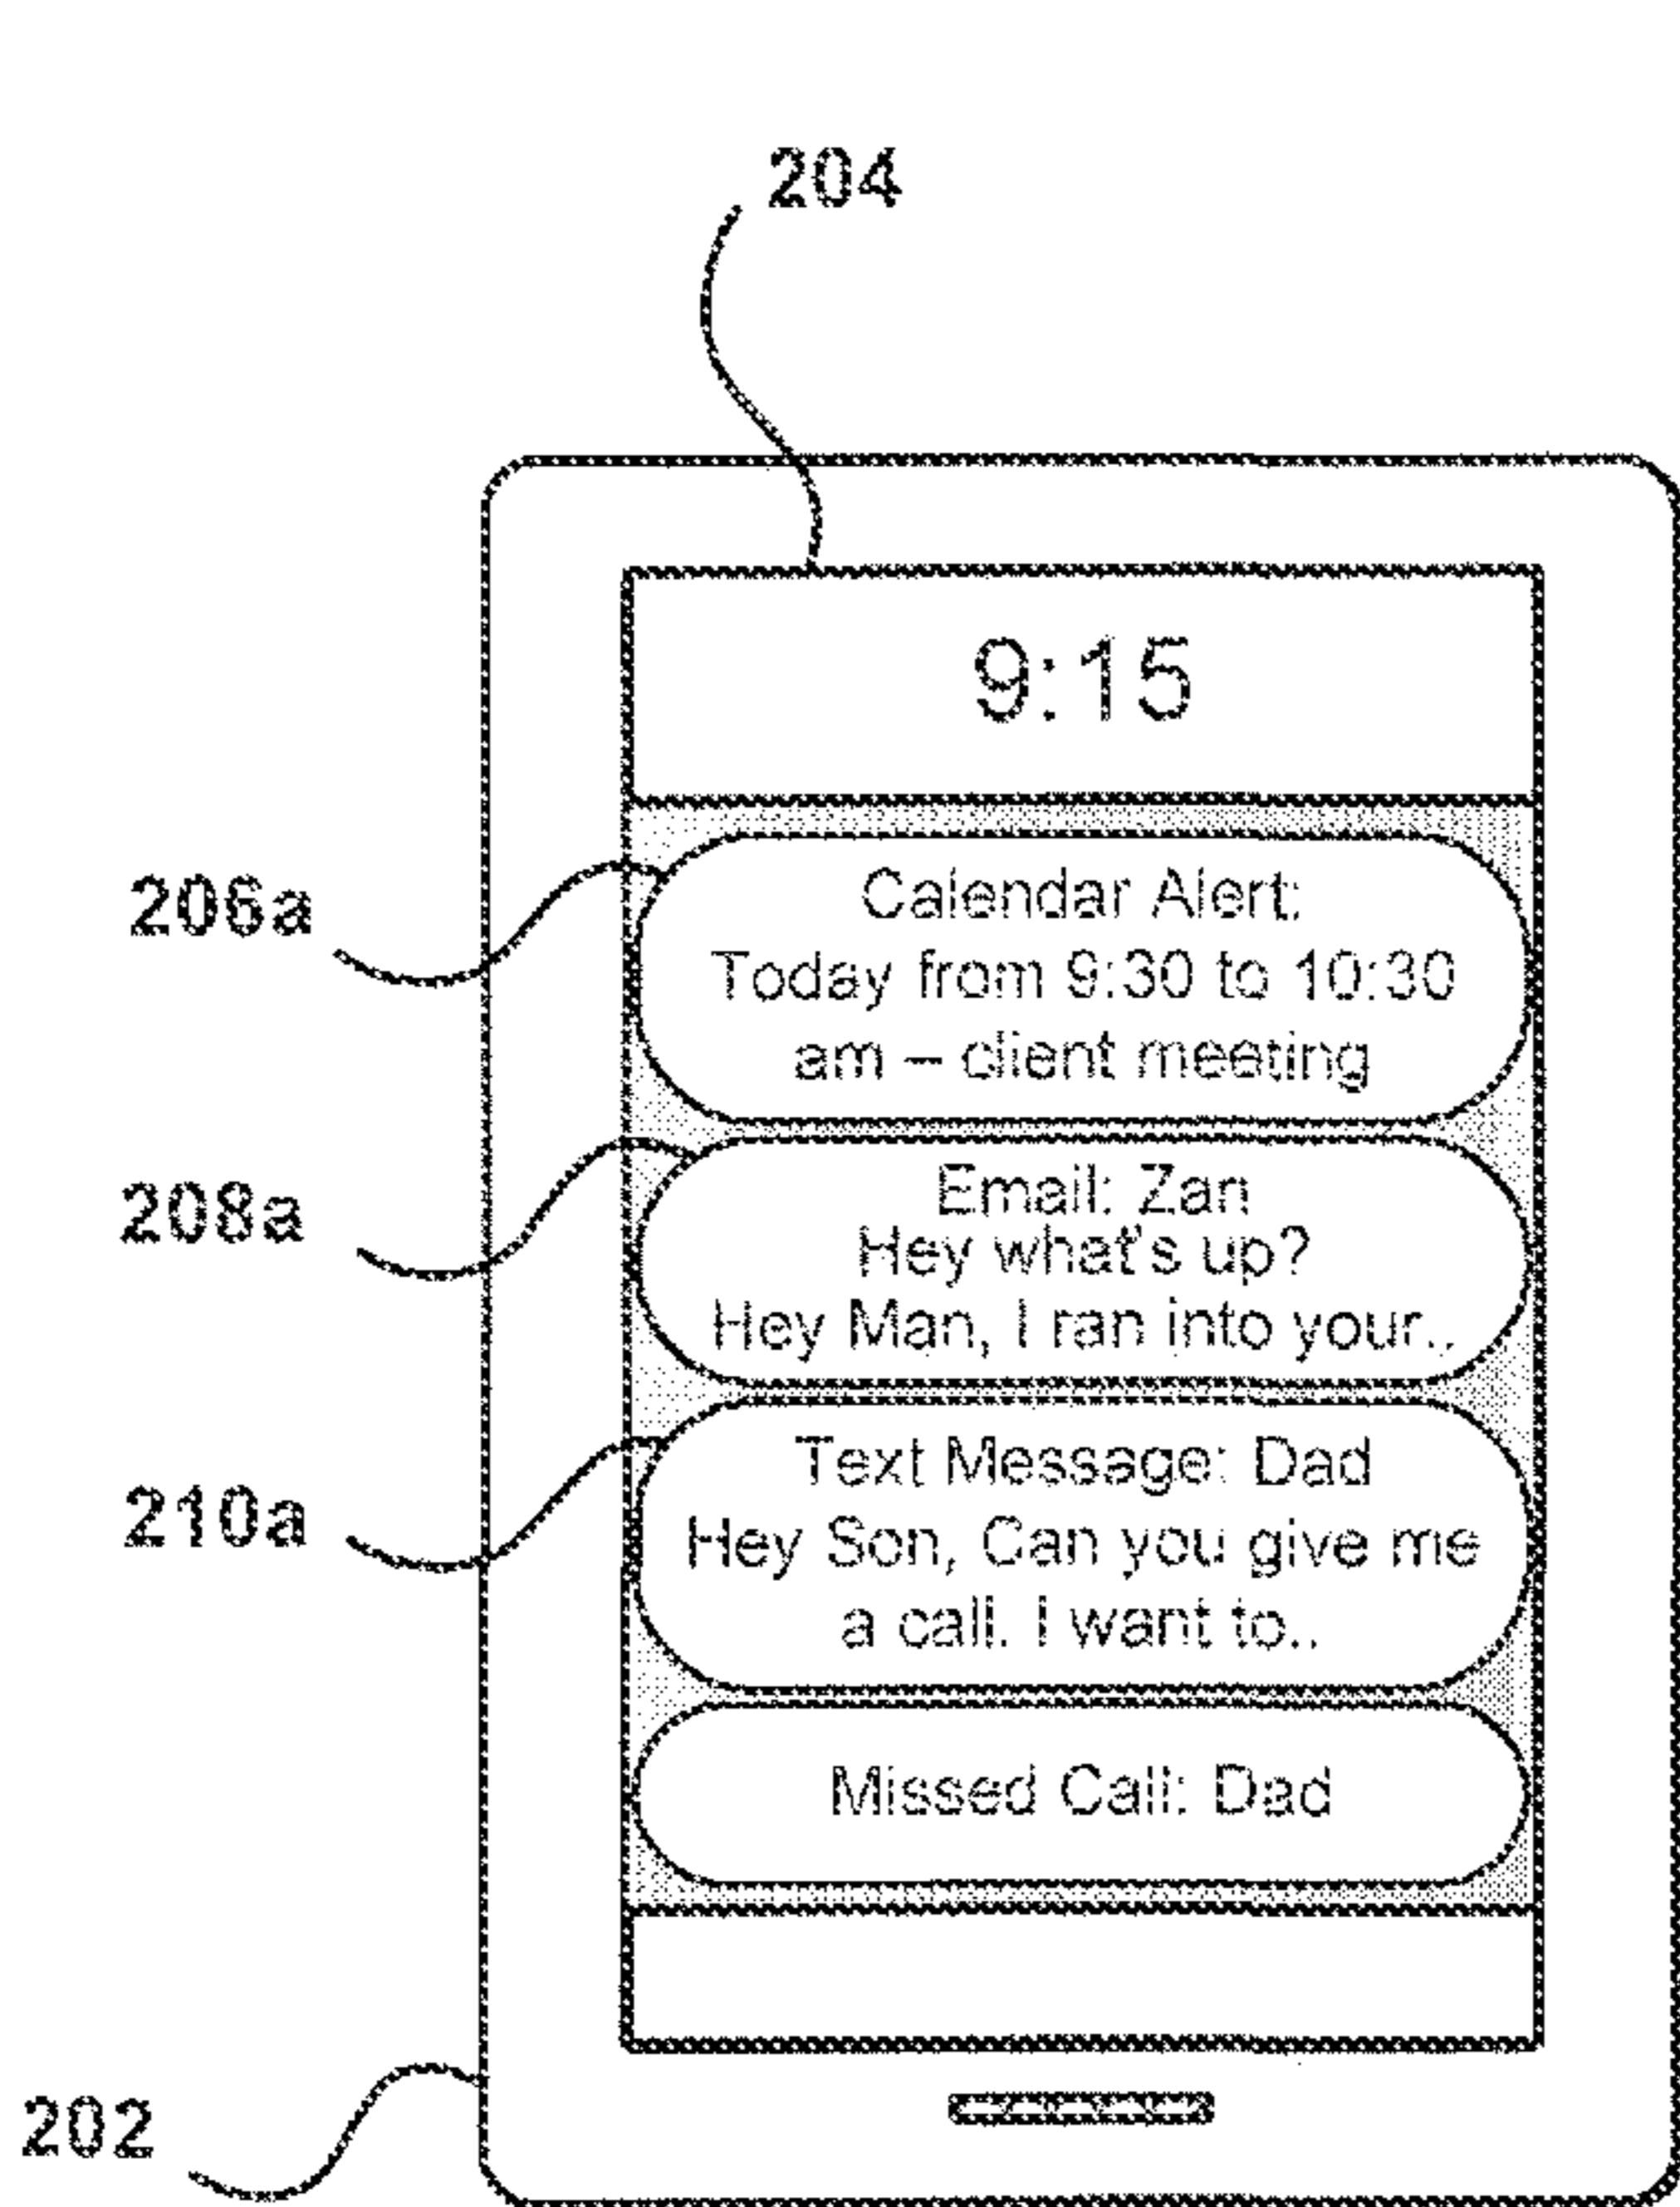 204
9:15
206a
Calendar Alert:
Today from 9:30 to 10:30
am – client meeting
208a
Email: Zan
Hey what's up?
Hey Man, I ran into your..
210a
Text Message: Dad
Hey Son, Can you give me
a call. I want to..
Missed Call: Dad
202